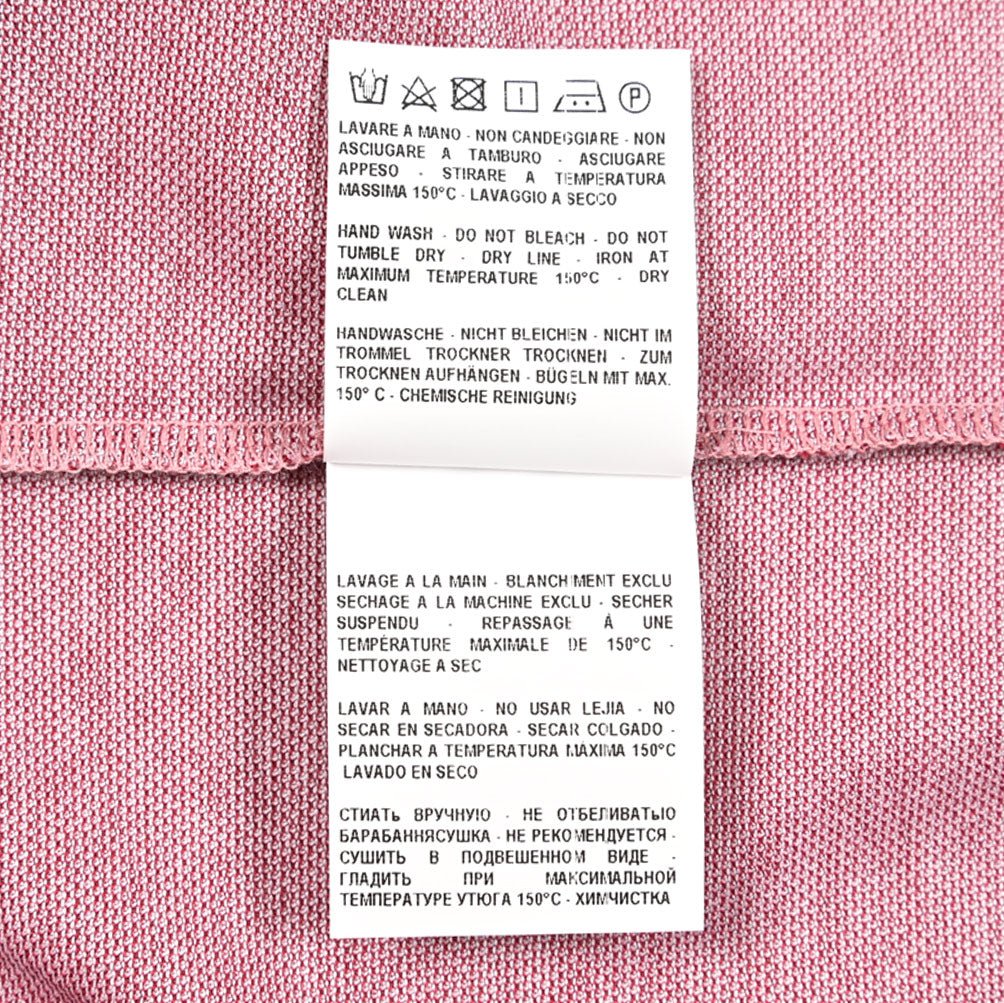 P
LAVARE A MANO - NON CANDEGGIARE - NON
ASCIUGARE A TAMBURO - ASCIUGARE
APPESO - STIRARE A TEMPERATURA
MASSIMA 150°C - LAVAGGIO A SECCO
HAND WASH - DO NOT BLEACH - DO NOT
TUMBLE DRY - DRY LINE - IRON AT
MAXIMUM TEMPERATURE 150°C - DRY
CLEAN
HANDWASCHE - NICHT BLEICHEN - NICHT IM
TROMMEL TROCKNER TROCKNEN - ZUM
TROCKNEN AUFHÄNGEN - BÜGELN MIT MAX.
150° C - CHEMISCHE REINIGUNG
LAVAGE A LA MAIN - BLANCHIMENT EXCLU
SECHAGE A LA MACHINE EXCLU - SECHER
SUSPENDU - REPASSAGE À UNE
TEMPÉRATURE MAXIMALE DE 150°C -
NETTOYAGE A SEC
LAVAR A MANO - NO USAR LEJIA - NO
SECAR EN SECADORA - SECAR COLGADO -
PLANCHAR A TEMPERATURA MÁXIMA 150°C
LAVADO EN SECO
СТИАТЬ ВРУЧНУЮ - НЕ ОТБЕЛИВАТЬІО
БАРАБАННЯСУШКА - НЕ РЕКОМЕНДУЕТСЯ -
СУШИТЬ В ПОДВЕШЕННОМ ВИДЕ -
ГЛАДИТЬ ПРИ МАКСИМАЛЬНОЙ
ТЕМПЕРАТУРЕ УТЮГА 150°C - ХИМЧИСТКА